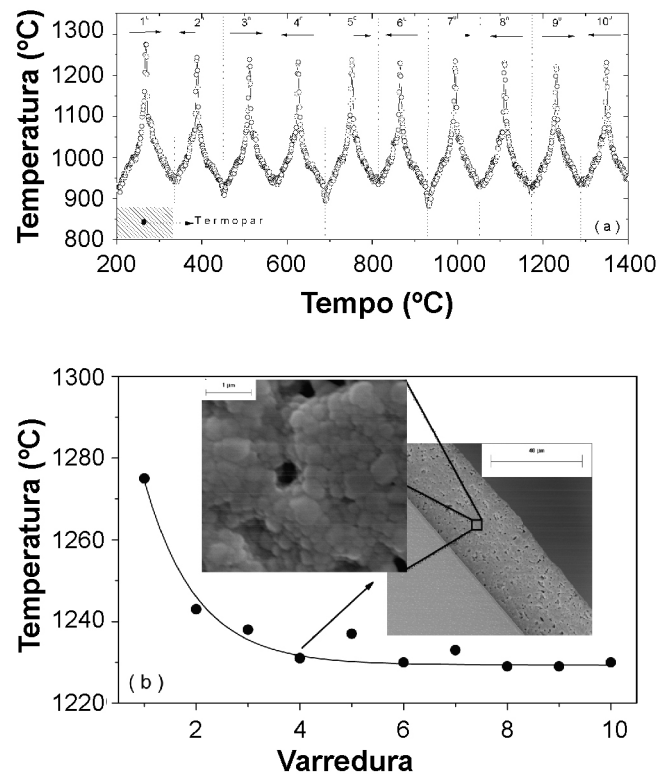 1300
1200
1100
1000
900
800
Temperatura (ºC)
1ª 2ª 3ª 4ª 5ª 6ª 7ª 8ª 9ª
Termopar
(a)
200 400 600 800 1000 1200 1400
Tempo (ºC)
1300
1280
1260
1240
1220
Temperatura (ºC)
1 µm
(b)
2 4 6 8 10
Varredura